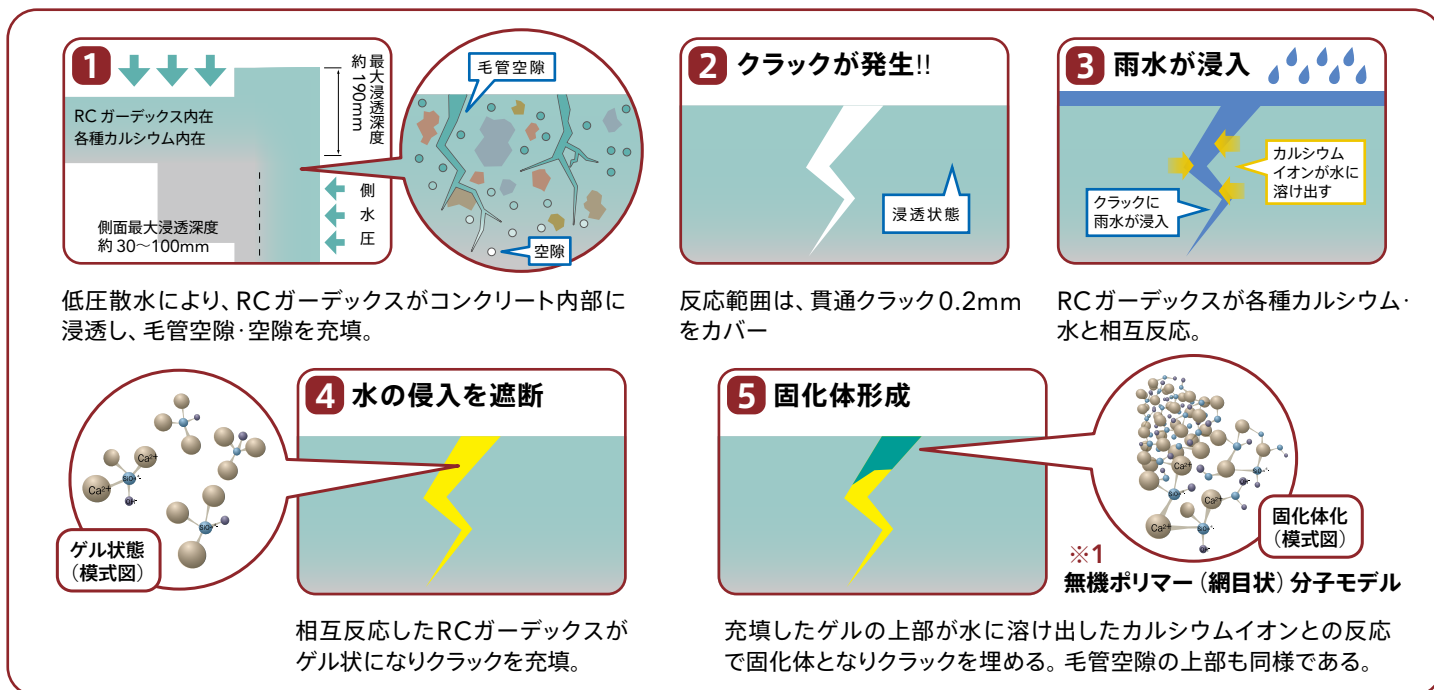 1
RCガーデックス内在
各種カルシウム内在
最大浸透深度
約190mm
側面最大浸透深度
約30〜100mm
側水圧
毛管空隙
空隙
低圧散水により、RCガーデックスがコンクリート内部に
浸透し、毛管空隙·空隙を充填。
2 クラックが発生!!
浸透状態
反応範囲は、貫通クラック0.2mm
をカバー
3 雨水が浸入
カルシウム
イオンが水に
溶け出す
クラックに
雨水が浸入
RCガーデックスが各種カルシウム·
水と相互反応。
4 水の侵入を遮断
Ca²⁺
Ca²⁺
ゲル状態
(模式図)
相互反応したRCガーデックスが
ゲル状になりクラックを充填。
5 固化体形成
Ca²⁺
Ca²⁺
Ca²⁺
固化体化
(模式図)
※1
無機ポリマー(網目状)分子モデル
充填したゲルの上部が水に溶け出したカルシウムイオンとの反応
で固化体となりクラックを埋める。毛管空隙の上部も同様である。